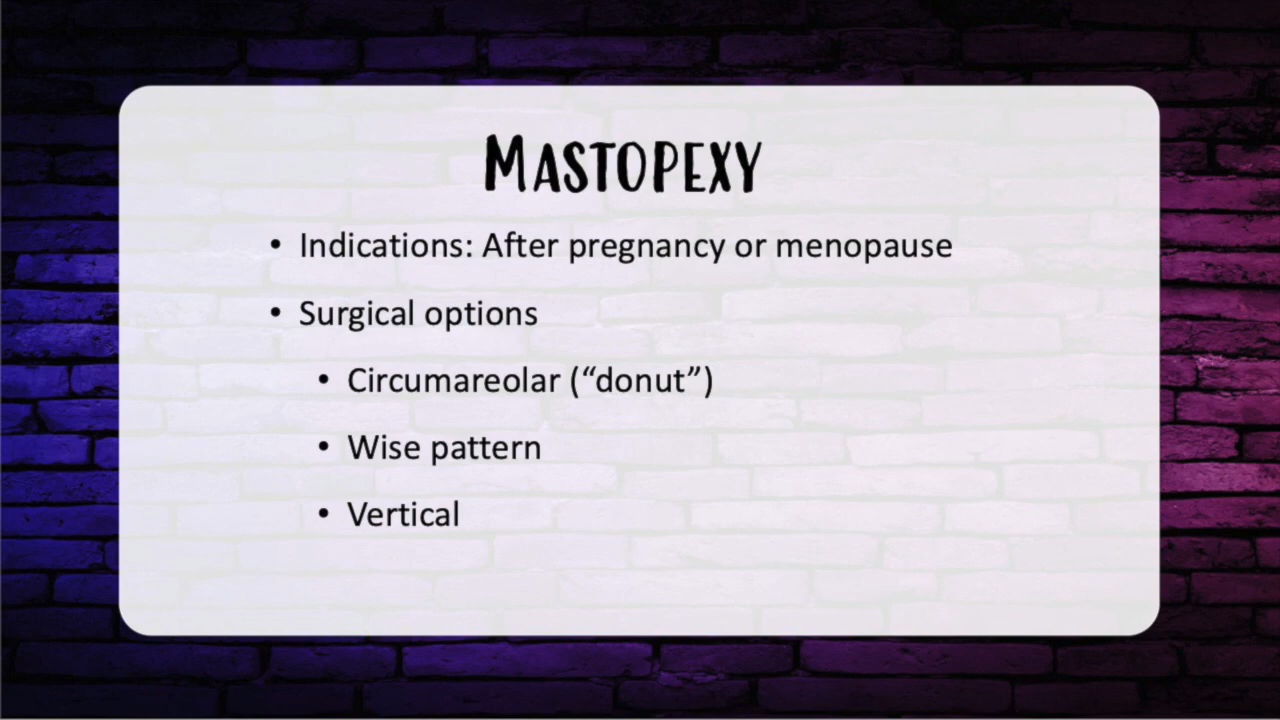 MASTOPEXY
• Indications: After pregnancy or menopause
• Surgical options
• Circumareolar (“donut”)
• Wise pattern
• Vertical